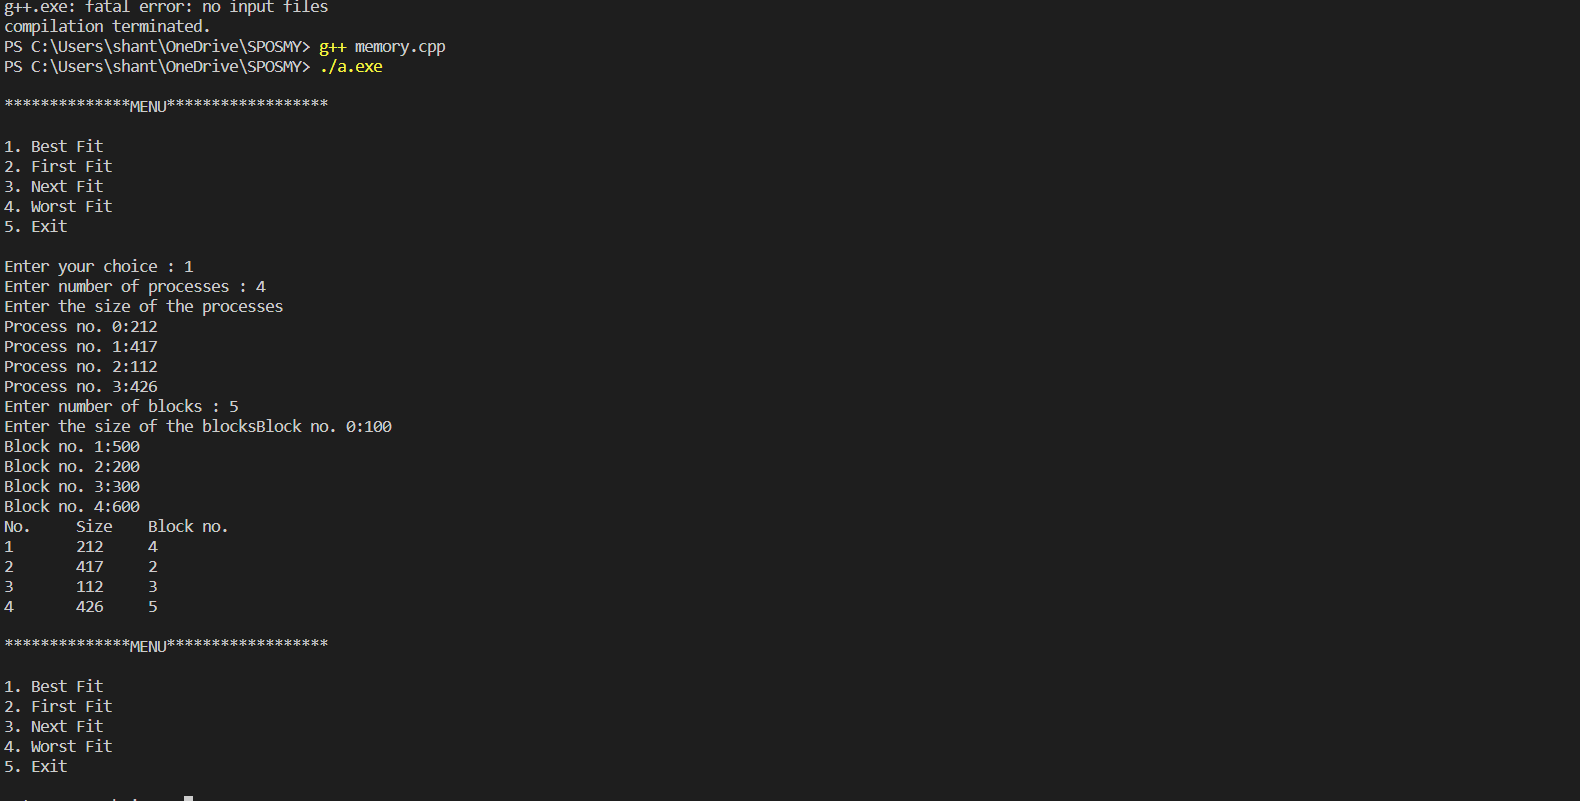 g++.exe: fatal error: no input files
compilation terminated.
PS C:\Users\shant\OneDrive\SPOSMY> g++ memory.cpp
PS C:\Users\shant\OneDrive\SPOSMY> ./a.exe
**************MENU******************
1. Best Fit
2. First Fit
3. Next Fit
4. Worst Fit
5. Exit
Enter your choice : 1
Enter number of processes : 4
Enter the size of the processes
Process no. 0:212
Process no. 1:417
Process no. 2:112
Process no. 3:426
Enter number of blocks : 5
Enter the size of the blocksBlock no. 0:100
Block no. 1:500
Block no. 2:200
Block no. 3:300
Block no. 4:600
No. Size Block no.
1 212 4
2 417 2
3 112 3
4 426 5
**************MENU******************
1. Best Fit
2. First Fit
3. Next Fit
4. Worst Fit
5. Exit